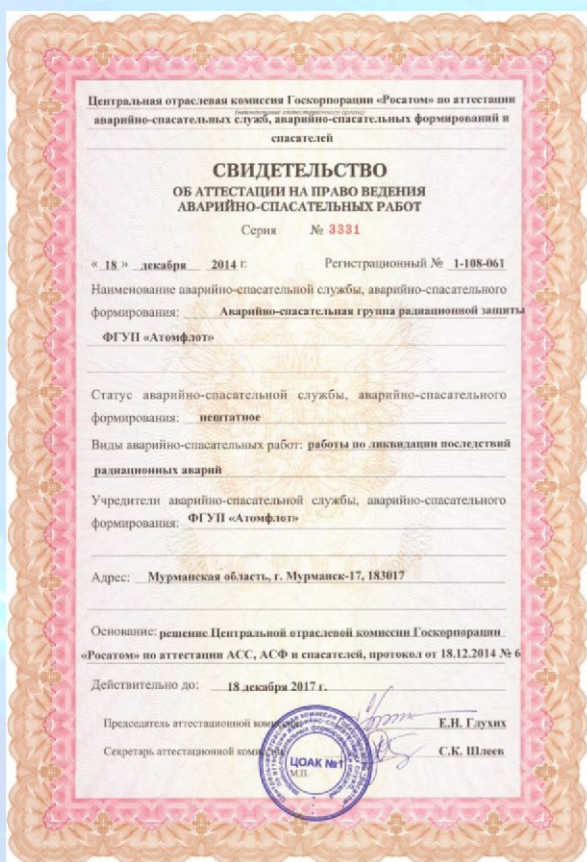 Центральная отраслевая комиссия Госкорпорации «Росатом» по аттестации
аварийно-спасательных служб, аварийно-спасательных формирований и
спасателей
СВИДЕТЕЛЬСТВО
ОБ АТТЕСТАЦИИ НА ПРАВО ВЕДЕНИЯ
АВАРИЙНО-СПАСАТЕЛЬНЫХ РАБОТ
Серия № 3331
« 18 » декабря 2014 г. Регистрационный № 1-108-061
Наименование аварийно-спасательной службы, аварийно-спасательного
формирования: Аварийно-спасательная группа радиационной защиты
ФГУП «Атомфлот»
Статус аварийно-спасательной службы, аварийно-спасательного
формирования: нештатное
Виды аварийно-спасательных работ: работы по ликвидации последствий
радиационных аварий
Учредители аварийно-спасательной службы, аварийно-спасательного
формирования: ФГУП «Атомфлот»
Адрес: Мурманская область, г. Мурманск-17, 183017
Основание: решение Центральной отраслевой комиссии Госкорпорации
«Росатом» по аттестации АСС, АСФ и спасателей, протокол от 18.12.2014 № 6
Действительно до: 18 декабря 2017 г.
Председатель аттестационной комиссии Е.Н. Глухих
Секретарь аттестационной комиссии С.К. Шлеев
ЦОАК №1
М.П.